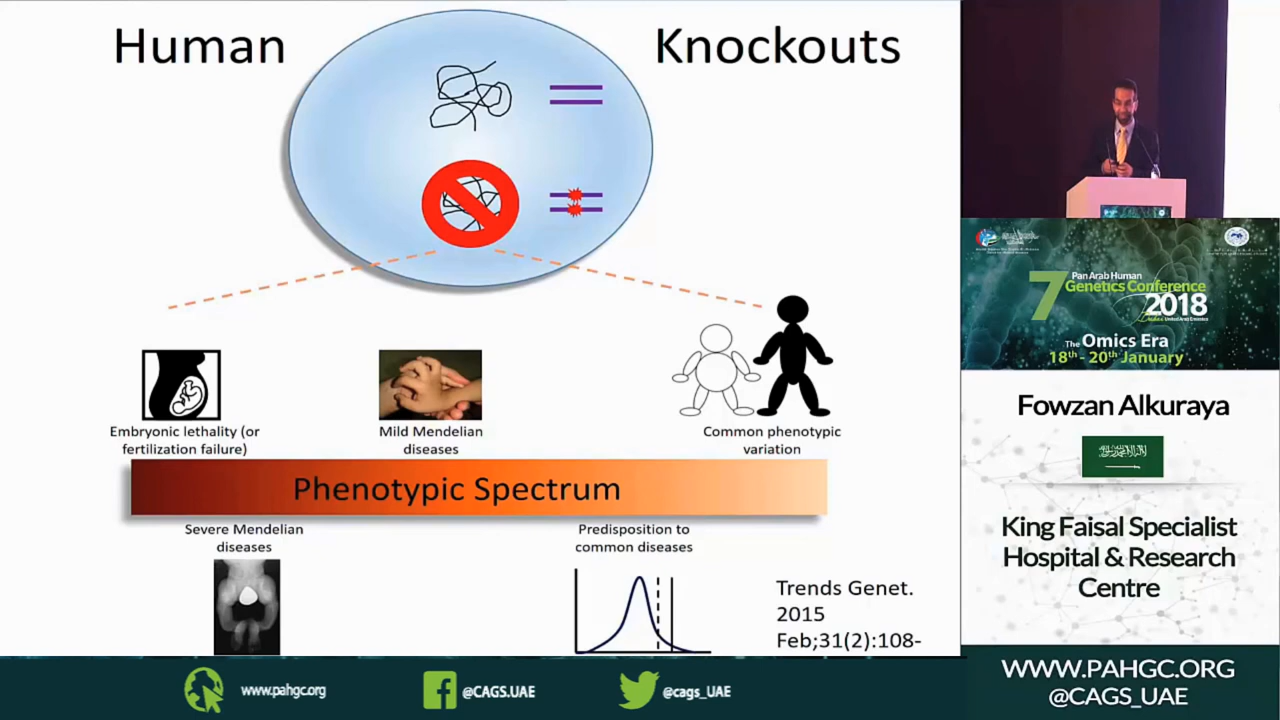 Human
Knockouts
Embryonic lethality (or
fertilization failure)
Mild Mendelian
diseases
Common phenotypic
variation
Phenotypic Spectrum
Severe Mendelian
diseases
Predisposition to
common diseases
Trends Genet.
2015
Feb;31(2):108-
7
Pan Arab Human
Genetics Conference
2018
United Arab Emirates
The Omics Era
18th - 20th January
Fowzan Alkuraya
King Faisal Specialist
Hospital & Research
Centre
WWW.PAHGC.ORG
@CAGS_UAE
www.pahgc.org
@CAGS.UAE
@cags_UAE